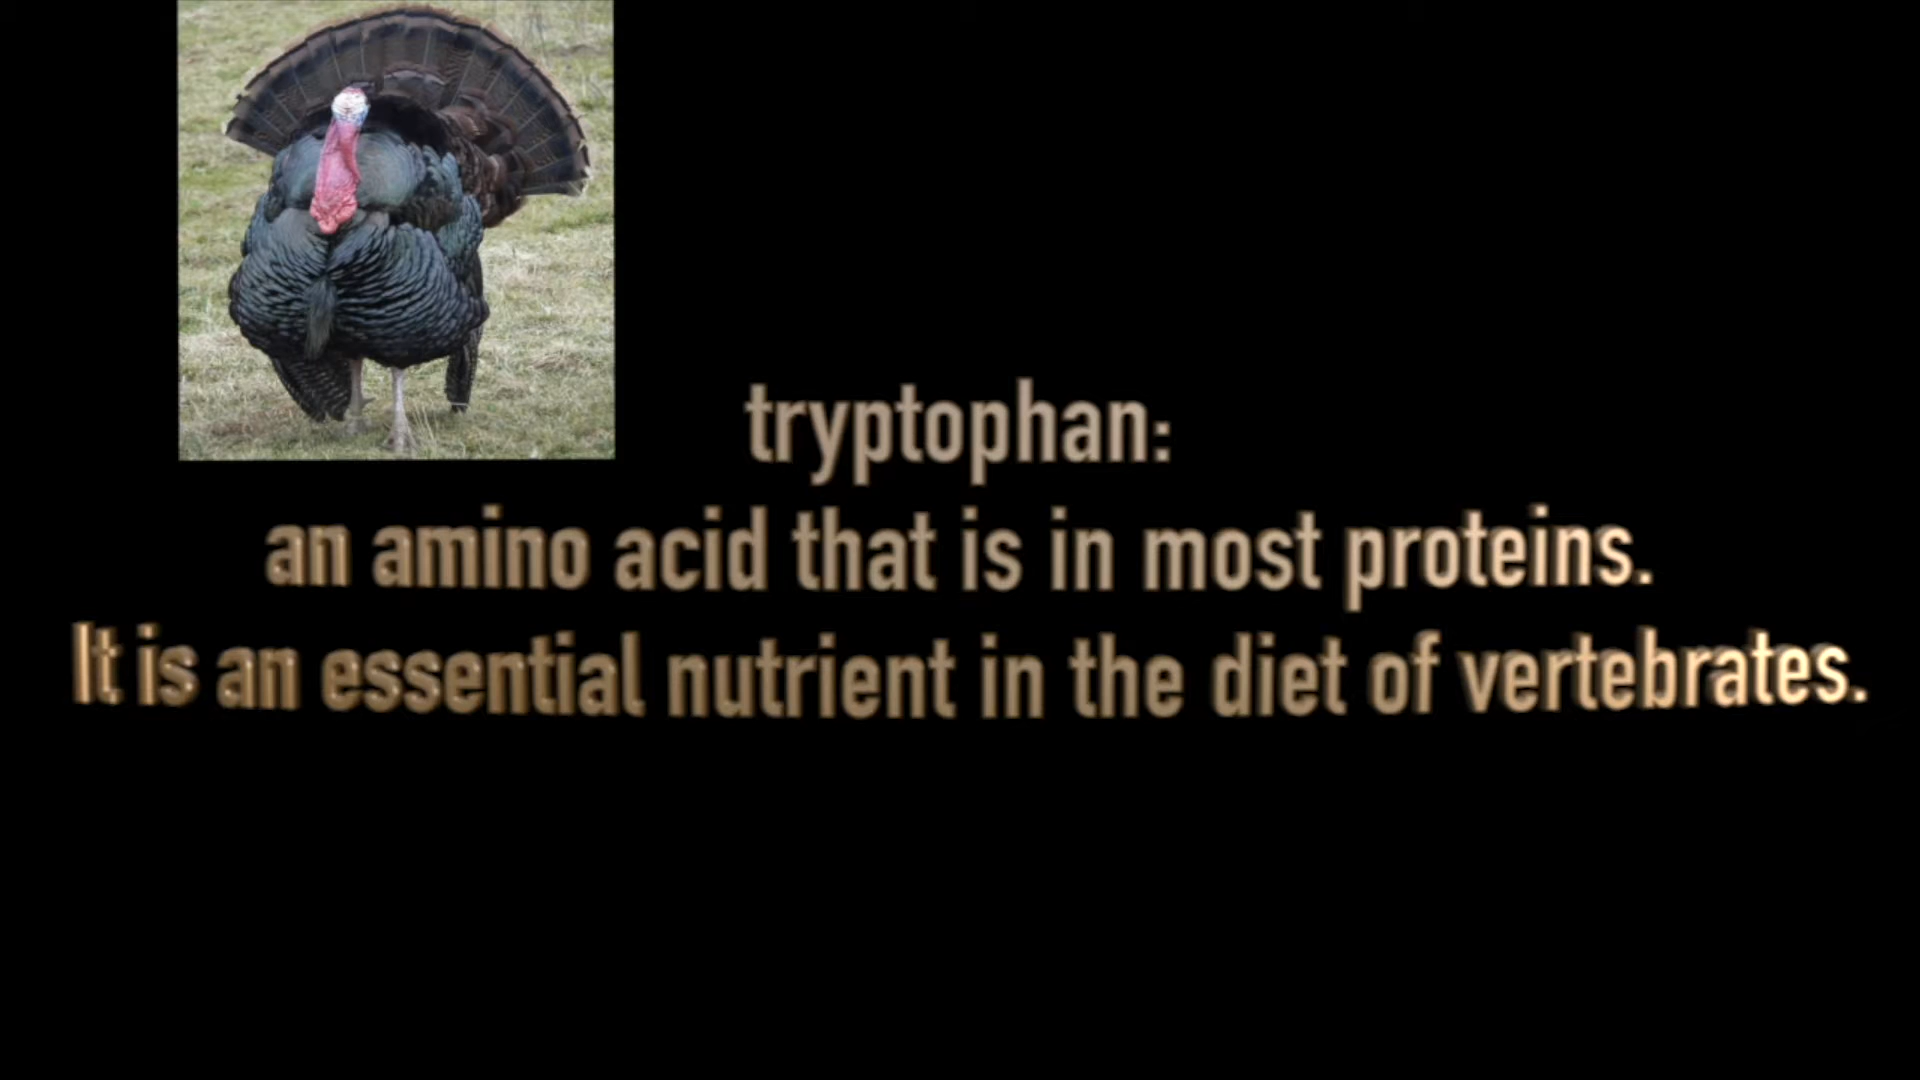 tryptophan:
an amino acid that is in most proteins.
It is an essential nutrient in the diet of vertebrates.